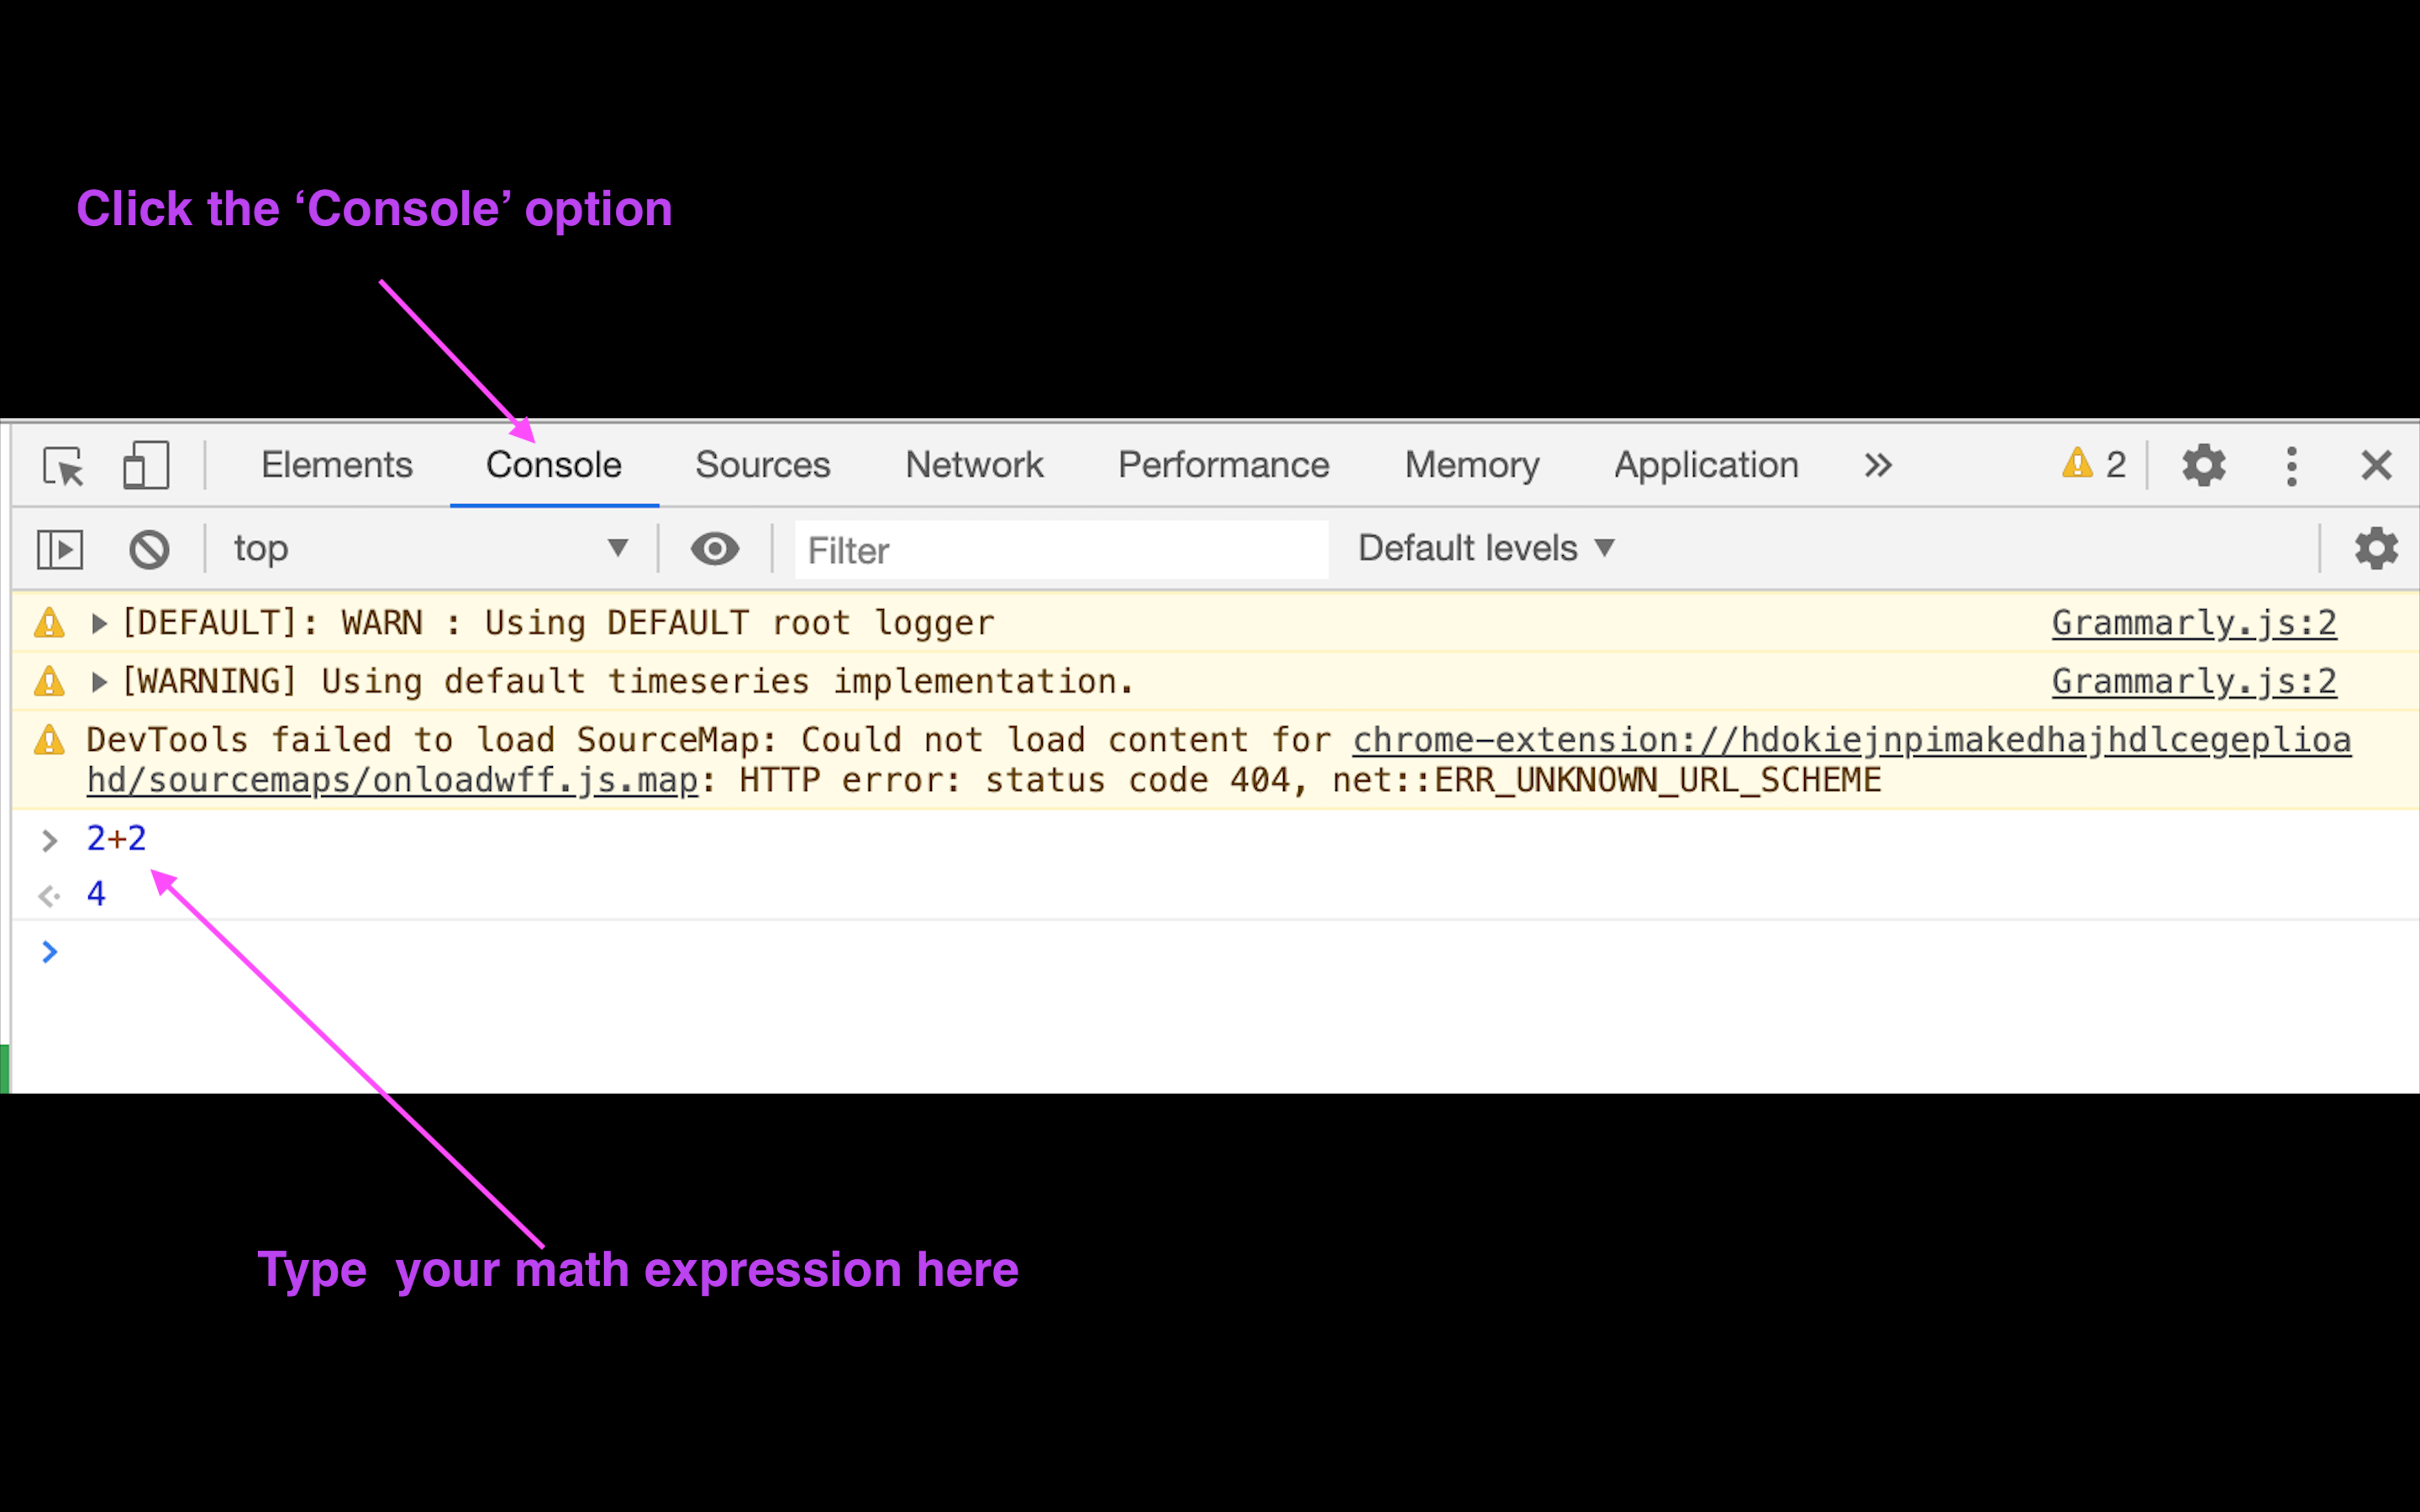 Click the ‘Console’ option
Elements Console Sources Network Performance Memory Application 2
top Filter Default levels
[DEFAULT]: WARN : Using DEFAULT root logger Grammarly.js:2
[WARNING] Using default timeseries implementation. Grammarly.js:2
DevTools failed to load SourceMap: Could not load content for chrome-extension://hdokiejnpimakedhajhdlcegeplioa
hd/sourcemaps/onloadwff.js.map: HTTP error: status code 404, net::ERR_UNKNOWN_URL_SCHEME
2+2
4
Type  your math expression here